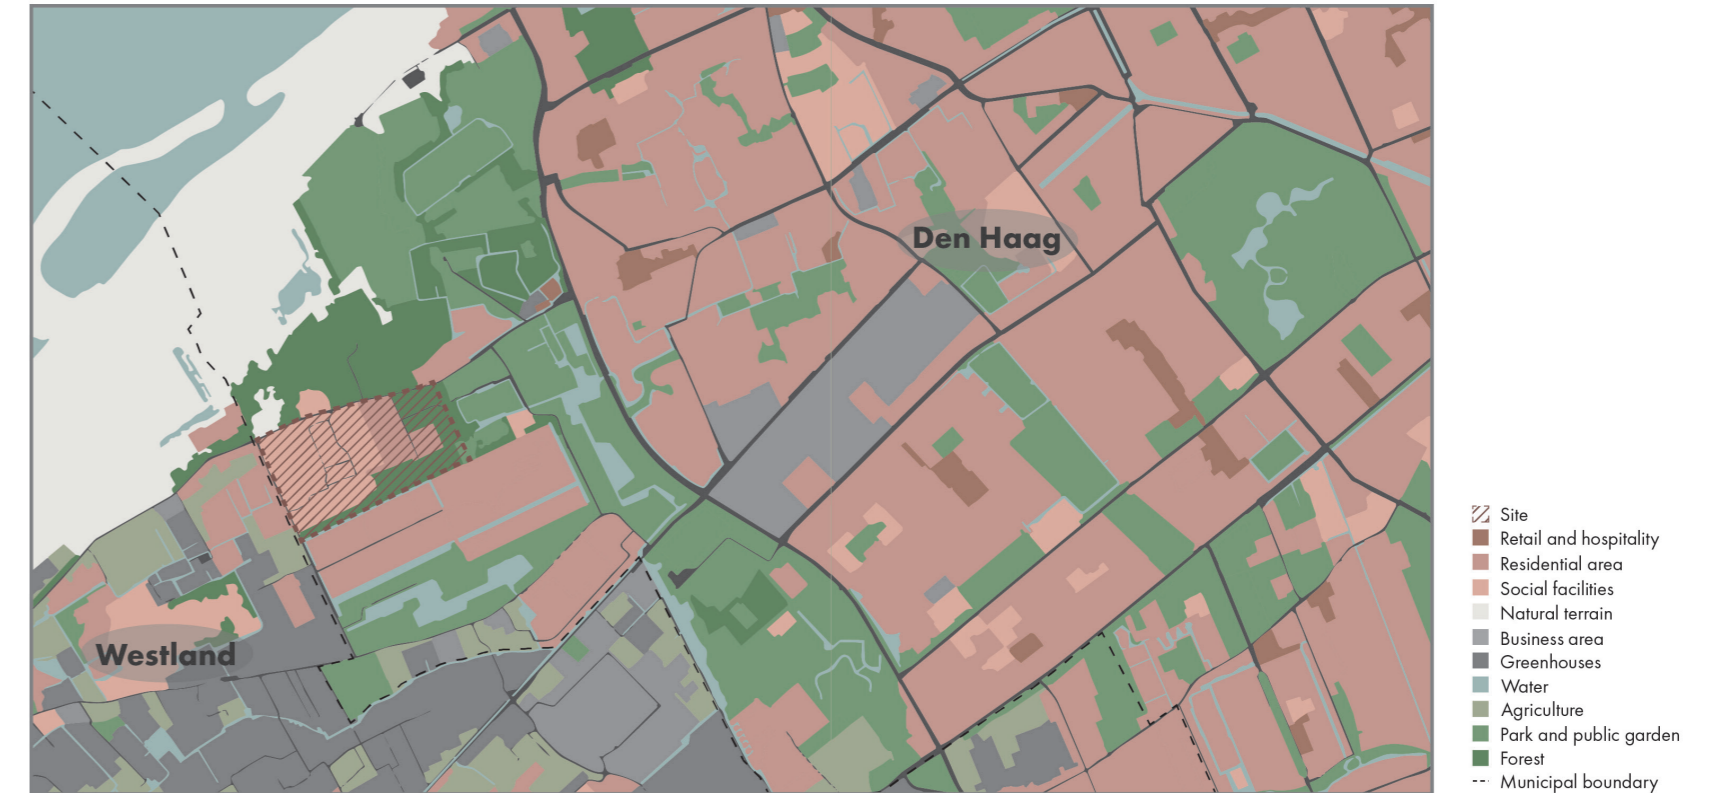 Den Haag
Westland
Site
Retail and hospitality
Residential area
Social facilities
Natural terrain
Business area
Greenhouses
Water
Agriculture
Park and public garden
Forest
Municipal boundary